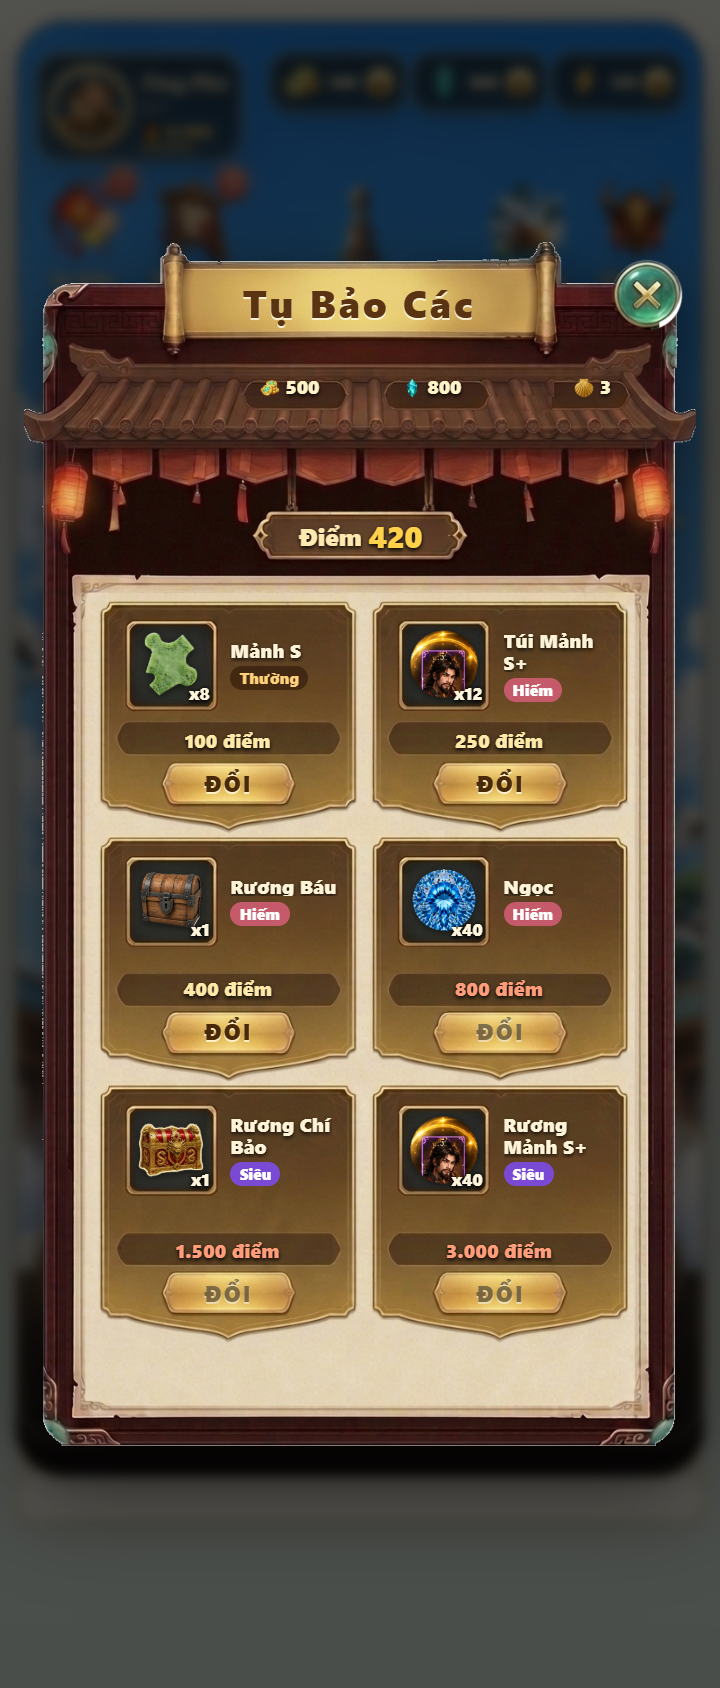 Tụ Bảo Các
500 800 3
Điểm 420
x8
Mảnh S
Thường
100 điểm
ĐỔI
x12
Túi Mảnh
S+
Hiếm
250 điểm
ĐỔI
x1
Rương Báu
Hiếm
400 điểm
ĐỔI
x40
Ngọc
Hiếm
800 điểm
ĐỔI
x1
Rương Chí
Bảo
Siêu
1.500 điểm
ĐỔI
x40
Rương
Mảnh S+
Siêu
3.000 điểm
ĐỔI